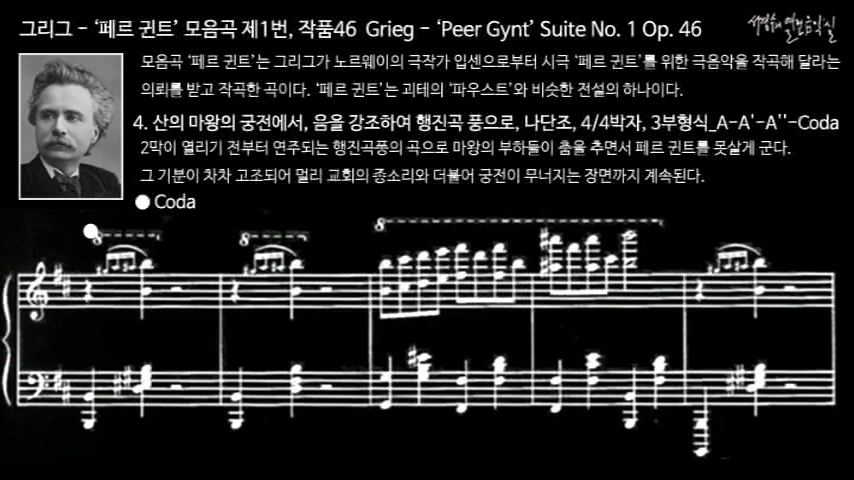 그리그 - ‘페르 귄트’ 모음곡 제1번, 작품46 Grieg - ‘Peer Gynt’ Suite No. 1 Op. 46
모음곡 ‘페르 귄트’는 그리그가 노르웨이의 극작가 입센으로부터 시극 ‘페르 귄트’를 위한 극음악을 작곡해 달라는
의뢰를 받고 작곡한 곡이다. ‘페르 귄트’는 괴테의 ‘파우스트’와 비슷한 전설의 하나이다.
4. 산의 마왕의 궁전에서, 음을 강조하여 행진곡 풍으로, 나단조, 4/4박자, 3부형식_A-A'-A''-Coda
2막이 열리기 전부터 연주되는 행진곡풍의 곡으로 마왕의 부하들이 춤을 추면서 페르 귄트를 못살게 군다.
그 기분이 차차 고조되어 멀리 교회의 종소리와 더불어 궁전이 무너지는 장면까지 계속된다.
Coda
8
8
8